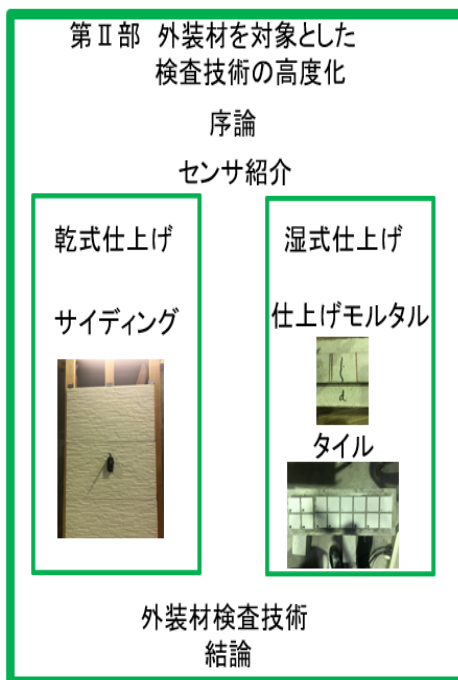 第Ⅱ部 外装材を対象とした
検査技術の高度化
序論
センサ紹介
乾式仕上げ
サイディング
湿式仕上げ
仕上げモルタル
d
タイル
外装材検査技術
結論